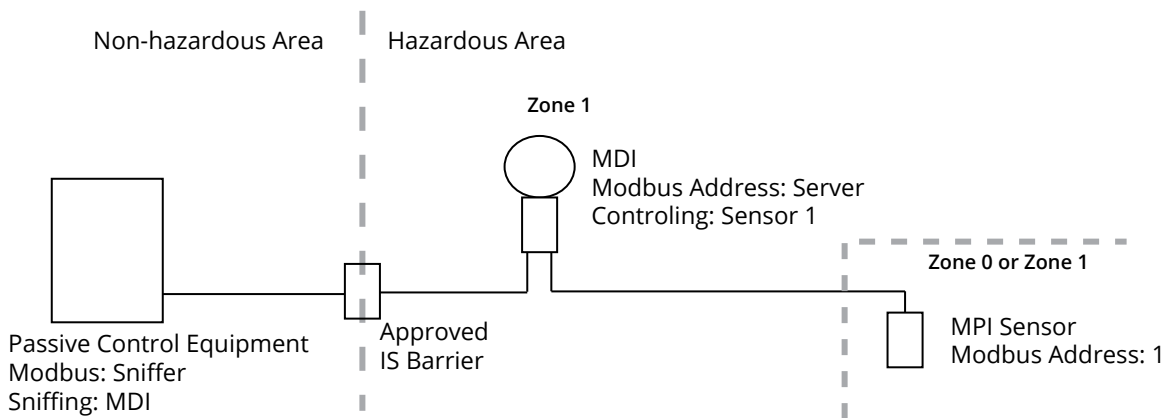 Non-hazardous Area
Hazardous Area
Zone 1
MDI
Modbus Address: Server
Controling: Sensor 1
Zone 0 or Zone 1
MPI Sensor
Modbus Address: 1
Approved
IS Barrier
Passive Control Equipment
Modbus: Sniffer
Sniffing: MDI